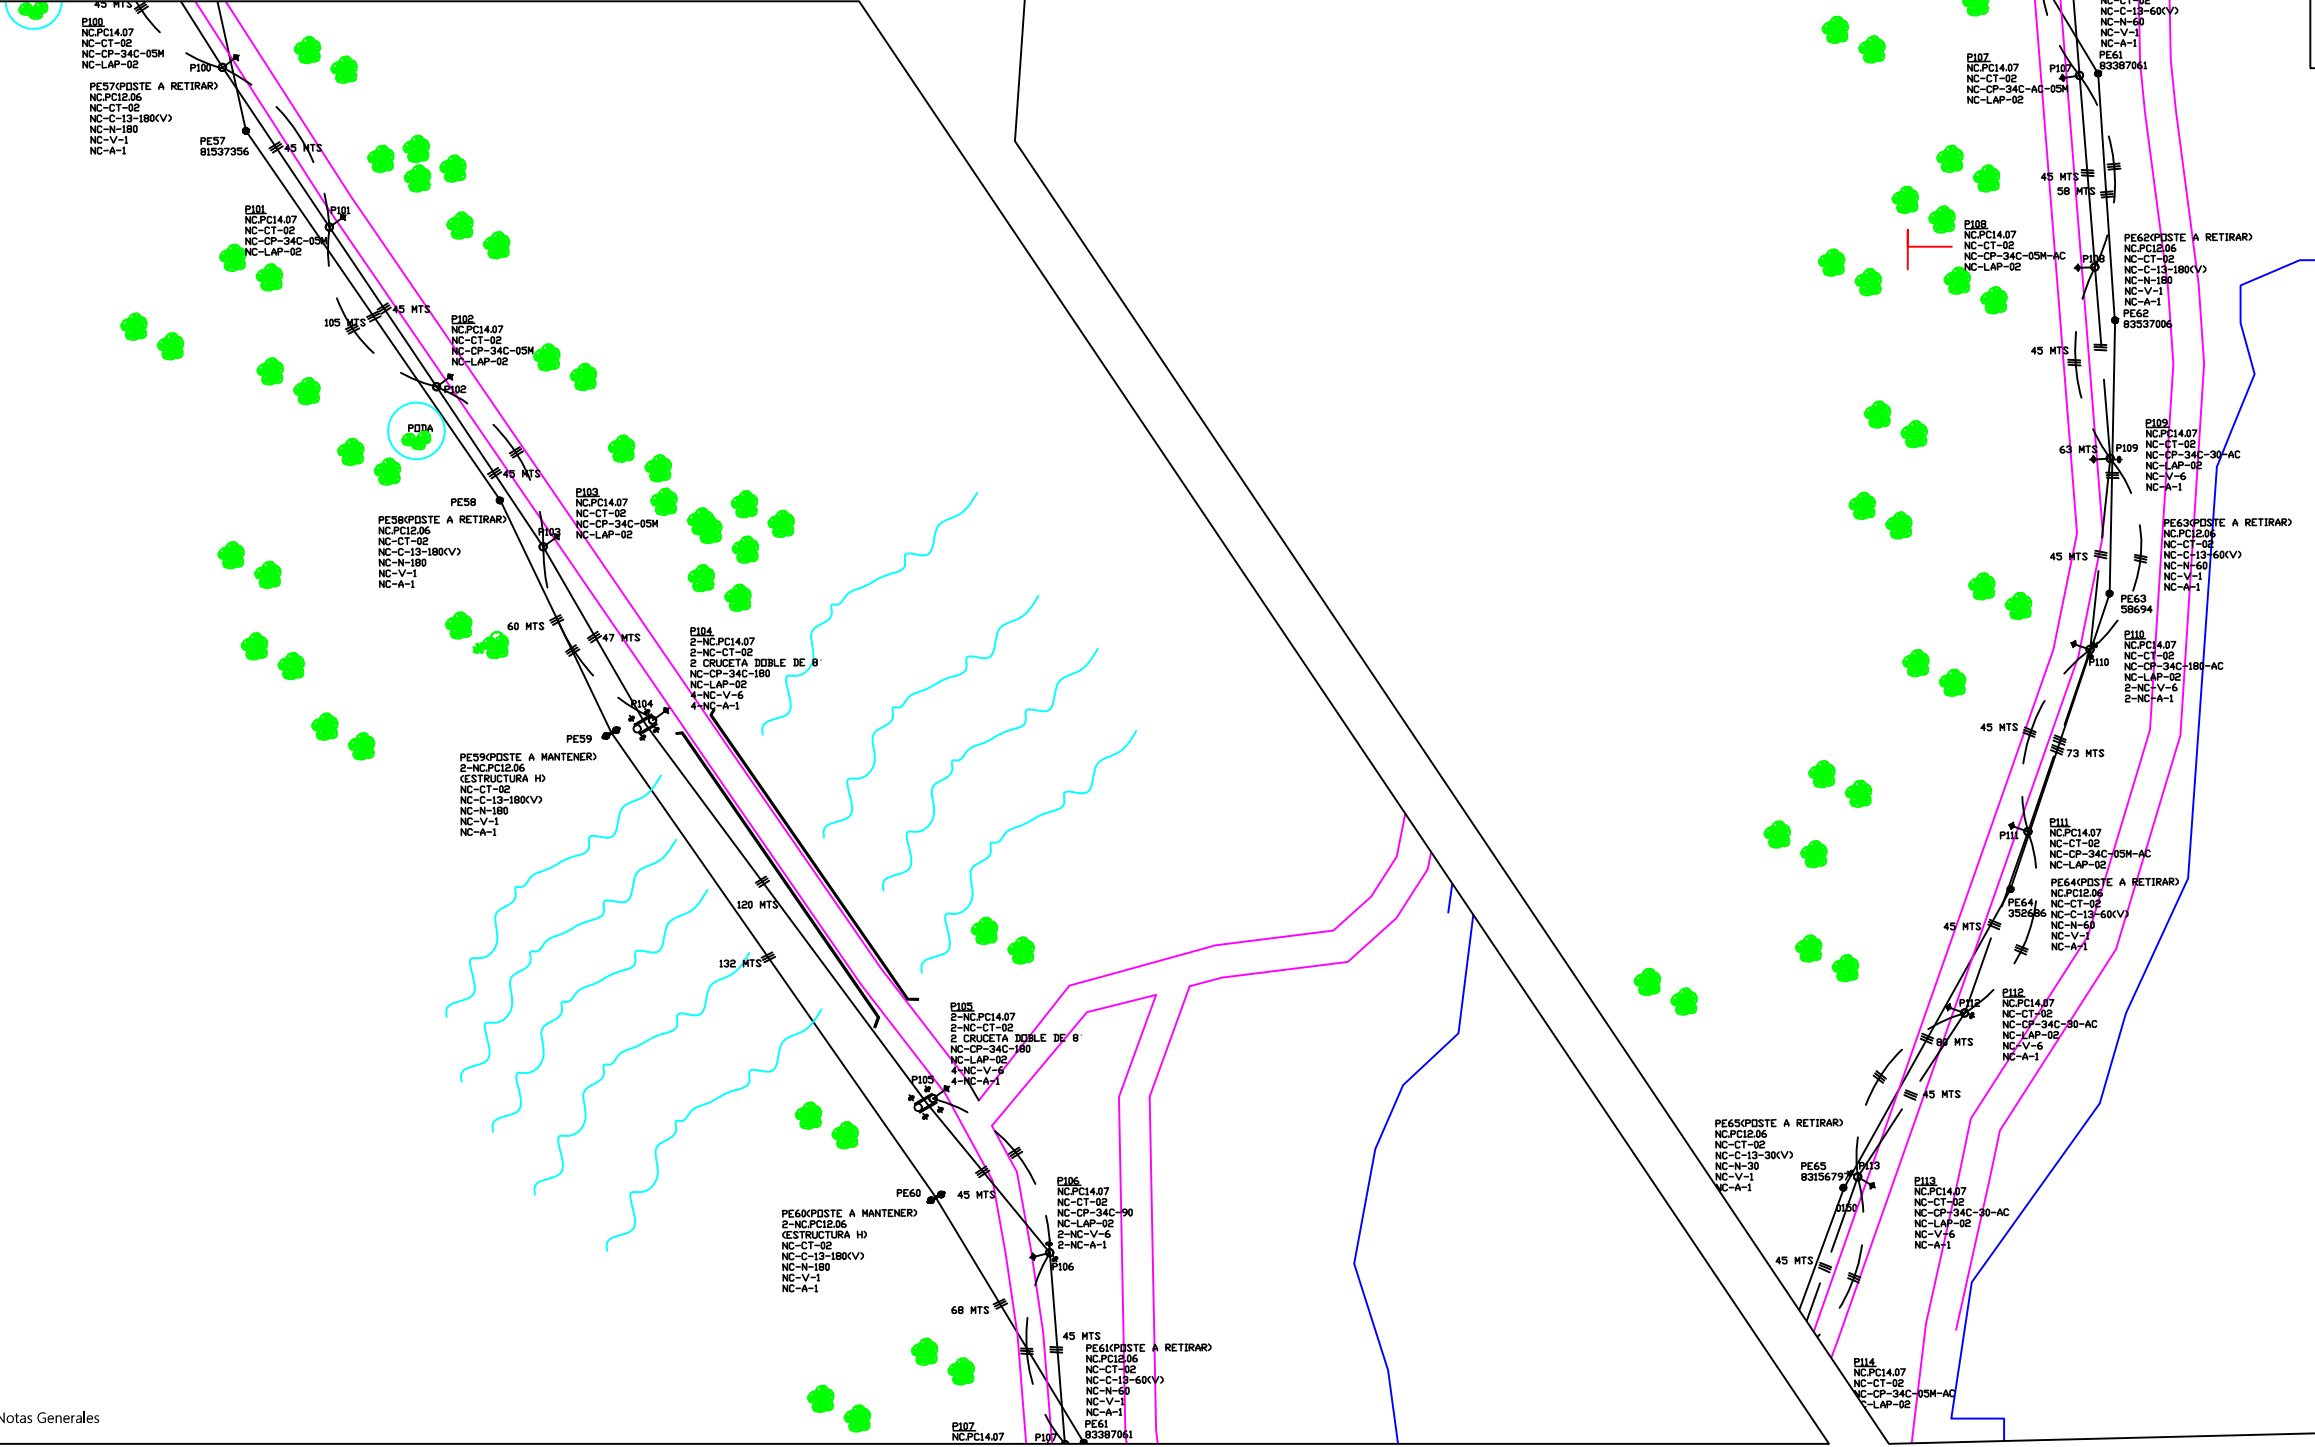 45 MTS
P100
NC.PC14.07
NC-CT-02
NC-CP-34C-05M
NC-LAP-02
P100
PE57(POSTE A RETIRAR)
NC.PC12.06
NC-CT-02
NC-C-13-180(V)
NC-N-180
NC-V-1
NC-A-1
PE57
81537356
45 MTS
P101
NC.PC14.07
NC-CT-02
NC-CP-34C-05M
NC-LAP-02
P101
105 MTS
45 MTS
P102
NC.PC14.07
NC-CT-02
NC-CP-34C-05M
NC-LAP-02
P102
PODA
45 MTS
PE58
P103
NC.PC14.07
NC-CT-02
NC-CP-34C-05M
NC-LAP-02
P103
PE58(POSTE A RETIRAR)
NC.PC12.06
NC-CT-02
NC-C-13-180(V)
NC-N-180
NC-V-1
NC-A-1
60 MTS
47 MTS
P104
2-NC.PC14.07
2-NC-CT-02
2 CRUCETA DOBLE DE 8'
NC-CP-34C-180
NC-LAP-02
4-NC-V-6
4-NC-A-1
P104
PE59
PE59(POSTE A MANTENER)
2-NC.PC12.06
(ESTRUCTURA H)
NC-CT-02
NC-C-13-180(V)
NC-N-180
NC-V-1
NC-A-1
120 MTS
132 MTS
P105
2-NC.PC14.07
2-NC-CT-02
2 CRUCETA DOBLE DE 8'
NC-CP-34C-180
NC-LAP-02
4-NC-V-6
4-NC-A-1
P105
PE60
45 MTS
PE60(POSTE A MANTENER)
2-NC.PC12.06
(ESTRUCTURA H)
NC-CT-02
NC-C-13-180(V)
NC-N-180
NC-V-1
NC-A-1
P106
NC.PC14.07
NC-CT-02
NC-CP-34C-90
NC-LAP-02
2-NC-V-6
2-NC-A-1
P106
68 MTS
45 MTS
PE61(POSTE A RETIRAR)
NC.PC12.06
NC-CT-02
NC-C-13-60(V)
NC-N-60
NC-V-1
NC-A-1
PE61
83387061
P107
NC.PC14.07
P107
Notas Generales
NC-CT-02
NC-C-13-60(V)
NC-N-60
NC-V-1
NC-A-1
PE61
83387061
P107
NC.PC14.07
NC-CT-02
NC-CP-34C-AC-05M
NC-LAP-02
P107
45 MTS
58 MTS
P108
NC.PC14.07
NC-CT-02
NC-CP-34C-05M-AC
NC-LAP-02
P108
PE62(POSTE A RETIRAR)
NC.PC12.06
NC-CT-02
NC-C-13-180(V)
NC-N-180
NC-V-1
NC-A-1
PE62
83537006
45 MTS
P109
NC.PC14.07
NC-CT-02
NC-CP-34C-30-AC
NC-LAP-02
NC-V-6
NC-A-1
63 MTS
P109
PE63(POSTE A RETIRAR)
NC.PC12.06
NC-CT-02
NC-C-13-60(V)
NC-N-60
NC-V-1
NC-A-1
45 MTS
PE63
58694
P110
NC.PC14.07
NC-CT-02
NC-CP-34C-180-AC
NC-LAP-02
2-NC-V-6
2-NC-A-1
P110
45 MTS
73 MTS
P111
NC.PC14.07
NC-CT-02
NC-CP-34C-05M-AC
NC-LAP-02
P111
PE64(POSTE A RETIRAR)
NC.PC12.06
NC-CT-02
NC-C-13-60(V)
NC-N-60
NC-V-1
NC-A-1
PE64
352686
45 MTS
P112
NC.PC14.07
NC-CT-02
NC-CP-34C-30-AC
NC-LAP-02
NC-V-6
NC-A-1
P112
MTS
45 MTS
PE65(POSTE A RETIRAR)
NC.PC12.06
NC-CT-02
NC-C-13-30(V)
NC-N-30
NC-V-1
NC-A-1
PE65
83156797
P113
P113
NC.PC14.07
NC-CT-02
NC-CP-34C-30-AC
NC-LAP-02
NC-V-6
NC-A-1
45 MTS
P114
NC.PC14.07
NC-CT-02
NC-CP-34C-05M-AC
NC-LAP-02